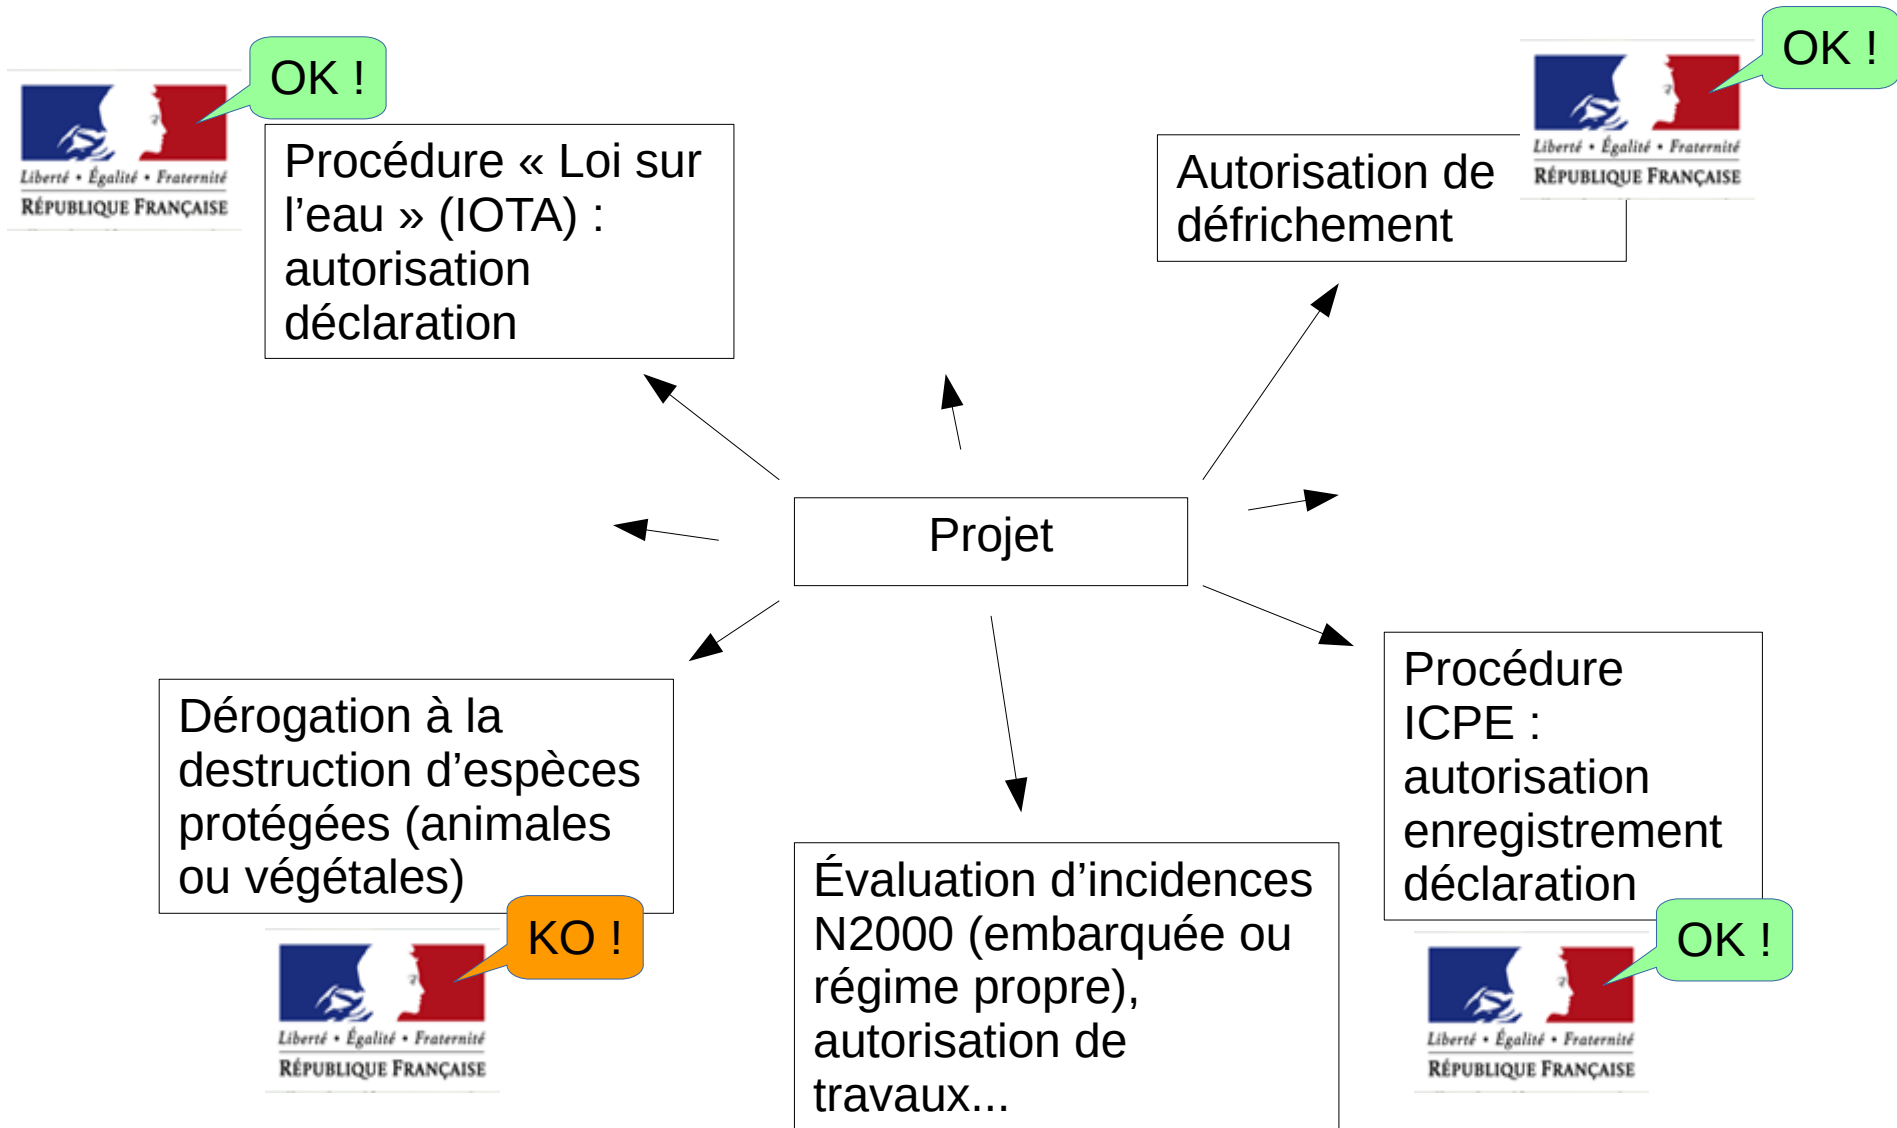 OK !
Liberté • Égalité • Fraternité
RÉPUBLIQUE FRANÇAISE
Procédure « Loi sur
l’eau » (IOTA) :
autorisation
déclaration
OK !
Liberté • Égalité • Fraternité
RÉPUBLIQUE FRANÇAISE
Autorisation de
défrichement
Projet
Dérogation à la
destruction d’espèces
protégées (animales
ou végétales)
KO !
Liberté • Égalité • Fraternité
RÉPUBLIQUE FRANÇAISE
Évaluation d’incidences
N2000 (embarquée ou
régime propre),
autorisation de
travaux...
Procédure
ICPE :
autorisation
enregistrement
déclaration
OK !
Liberté • Égalité • Fraternité
RÉPUBLIQUE FRANÇAISE